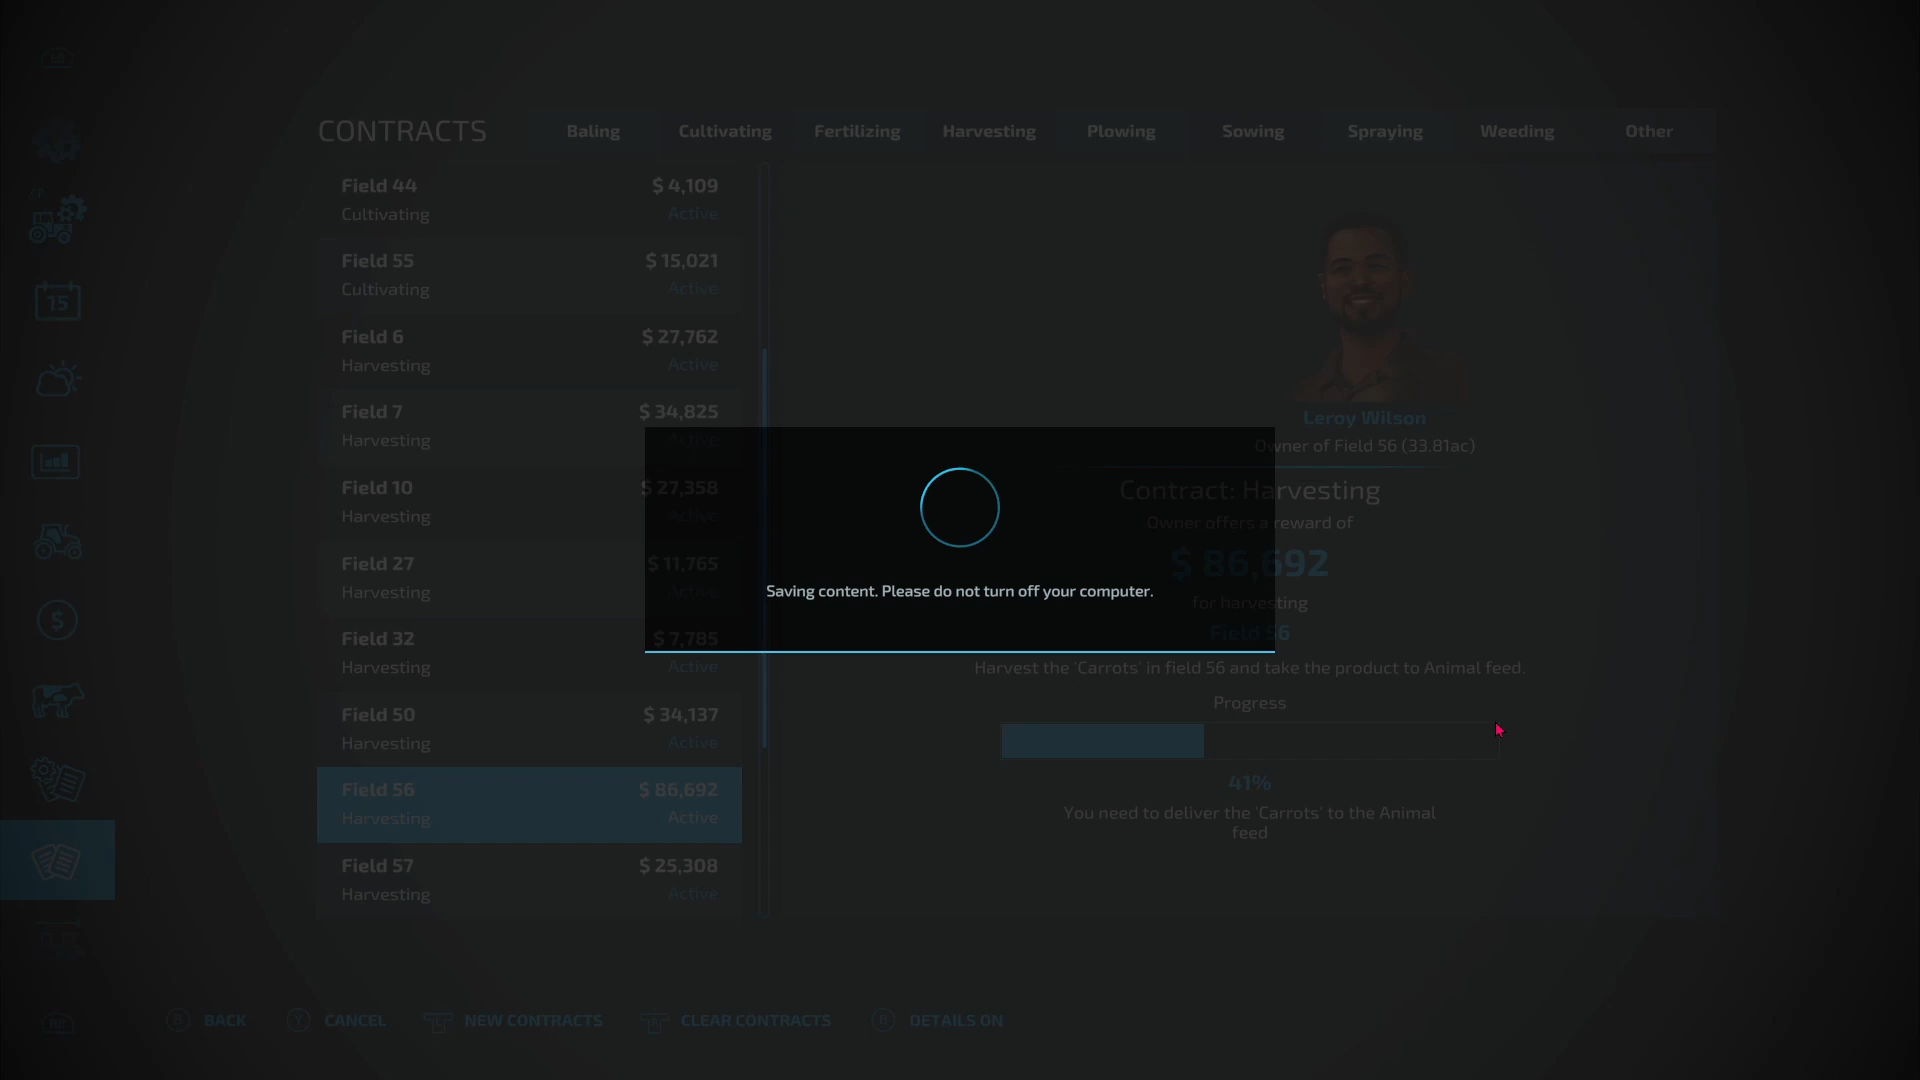 CONTRACTS
Baling
Cultivating
Fertilizing
Harvesting
Plowing
Sowing
Spraying
Weeding
Other
CP
15
Field 44
$ 4,109
Cultivating
Active
Field 55
$ 15,021
Cultivating
Active
Field 6
$ 27,762
Harvesting
Active
Field 7
$ 34,825
Harvesting
Active
Field 10
$ 27,358
Harvesting
Active
Field 27
$ 11,765
Harvesting
Active
Field 32
$ 7,785
Harvesting
Active
Field 50
$ 34,137
Harvesting
Active
Field 56
$ 86,692
Harvesting
Active
Field 57
$ 25,308
Harvesting
Active
Leroy Wilson
Owner of Field 56 (33.81ac)
Contract: Harvesting
Owner offers a reward of
$ 86,692
for harvesting
Field 56
Harvest the 'Carrots' in field 56 and take the product to Animal feed.
Progress
41%
You need to deliver the 'Carrots' to the Animal
feed
Saving content. Please do not turn off your computer.
BACK
Y CANCEL
NEW CONTRACTS
CLEAR CONTRACTS
DETAILS ON